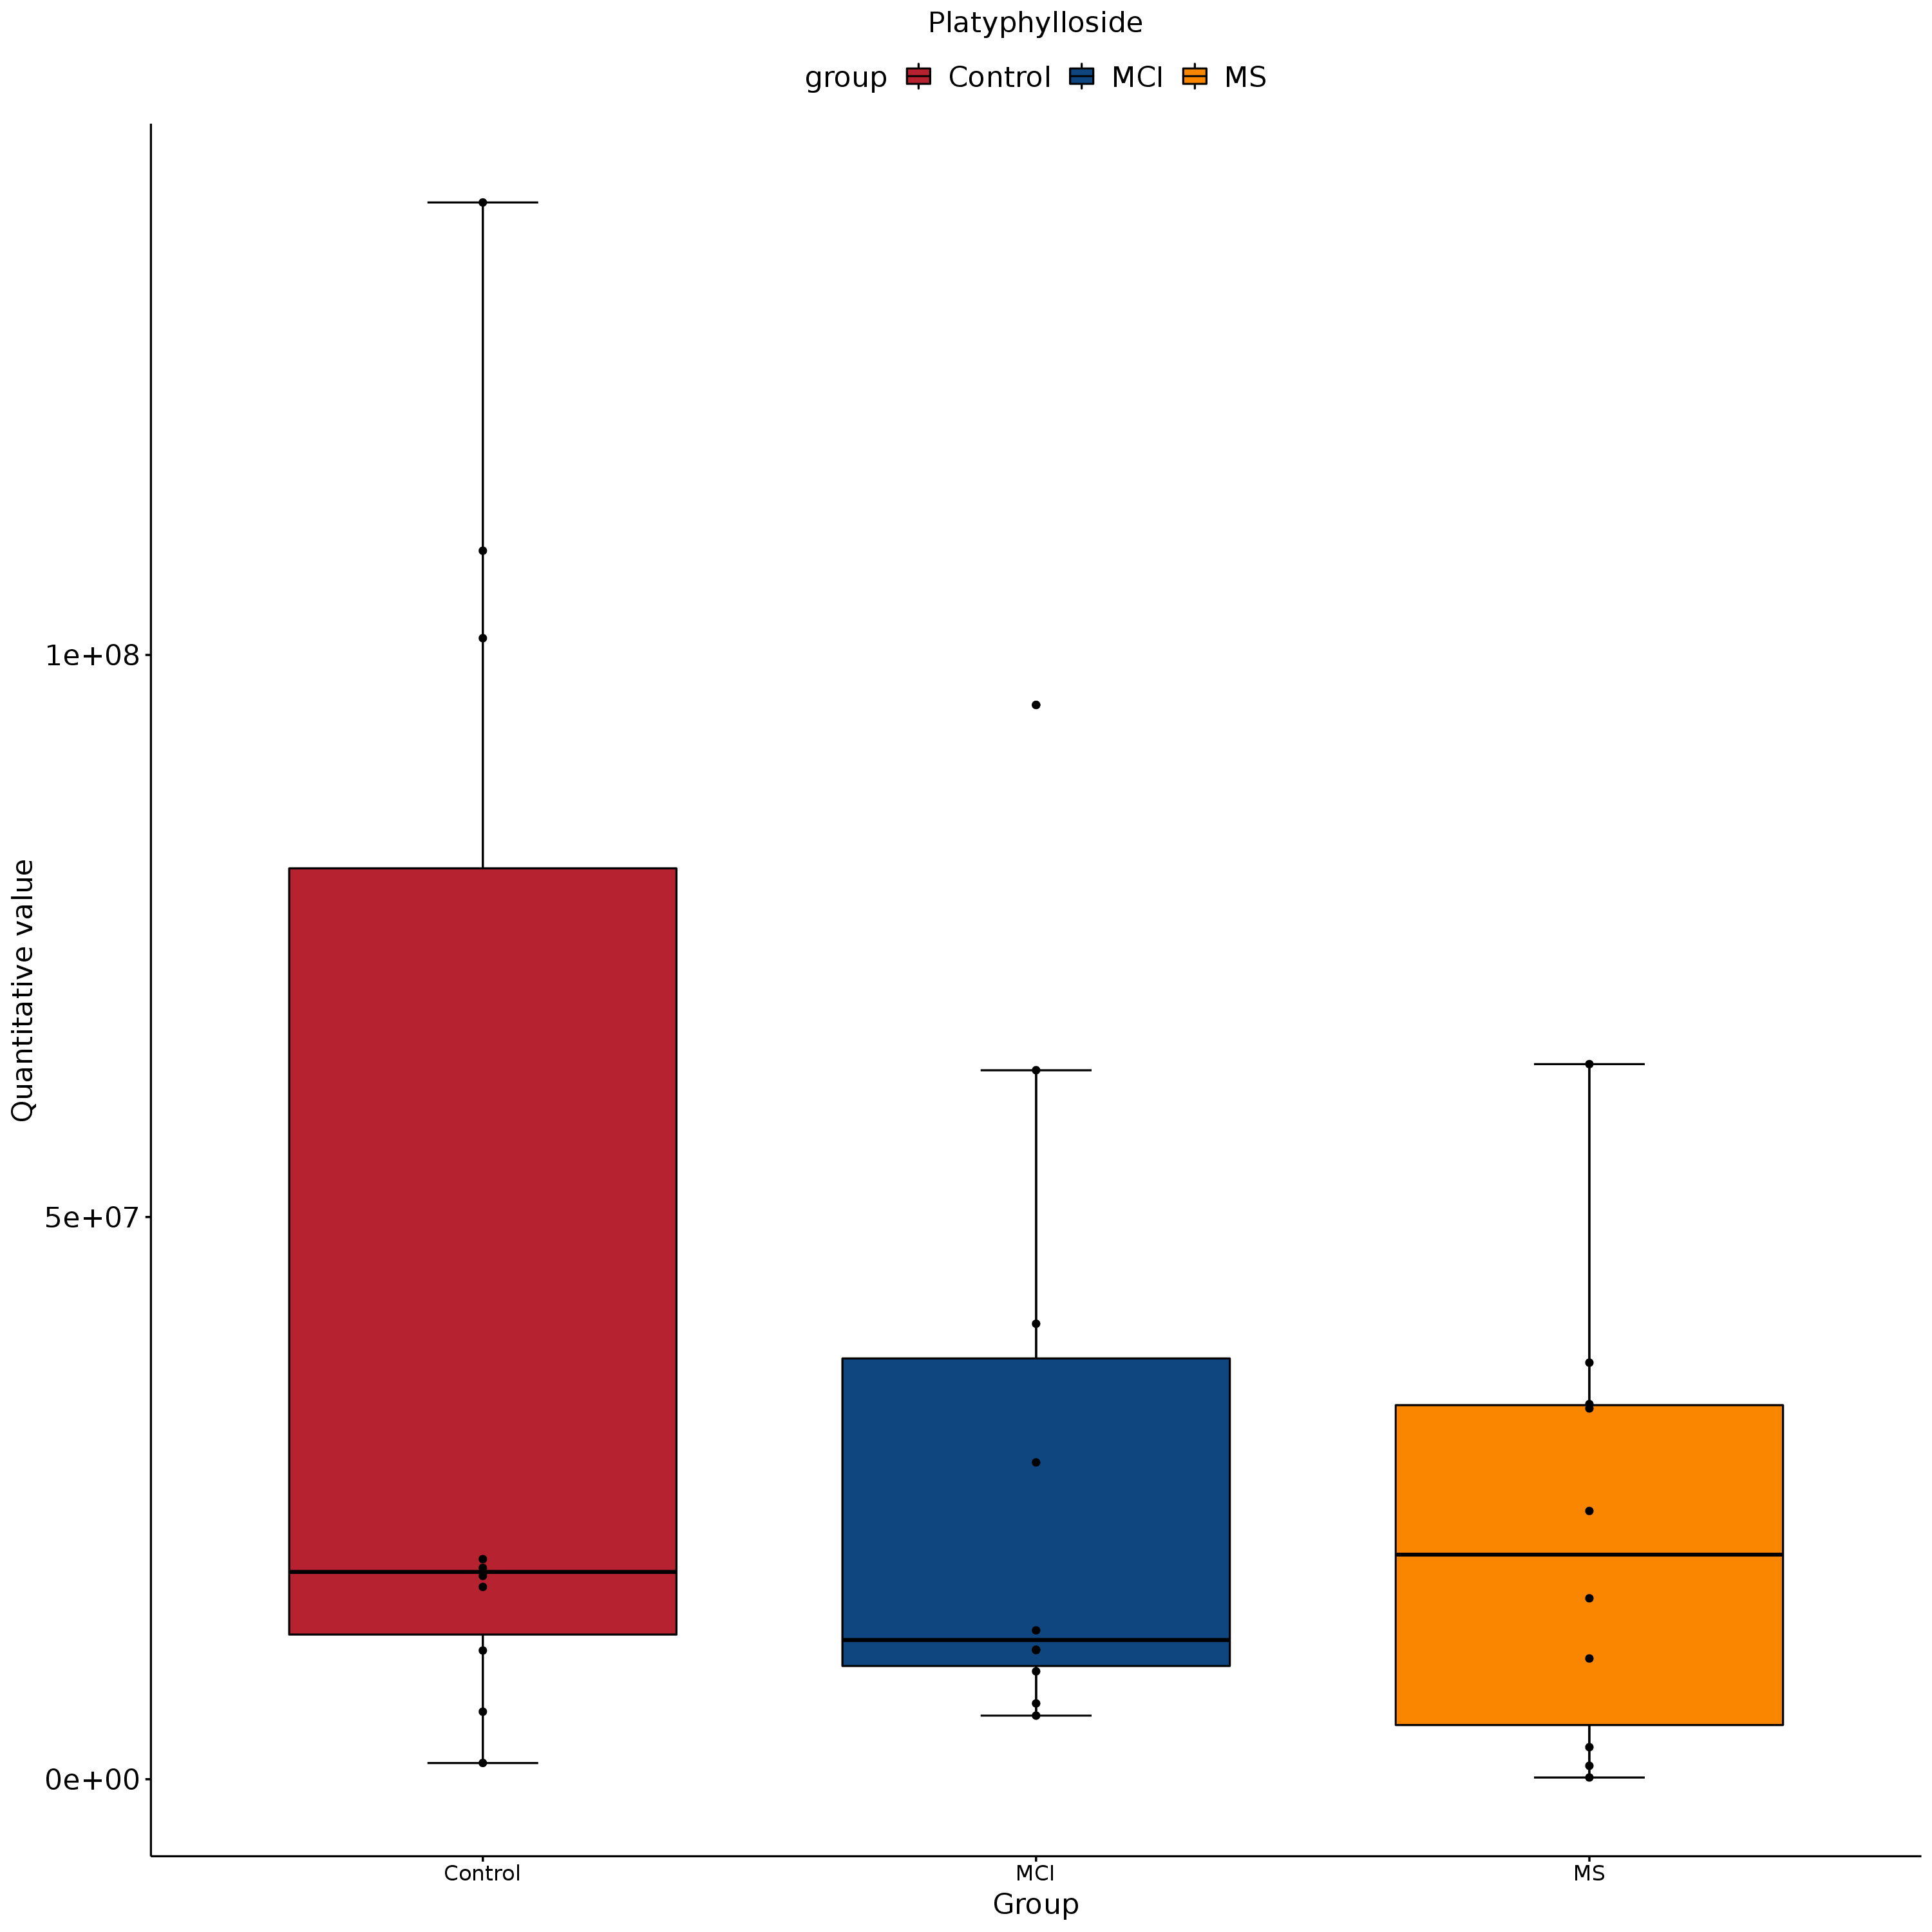 Platyphylloside
group Control MCI MS
Quantitative value
1e+08
5e+07
0e+00
Control MCI MS
Group